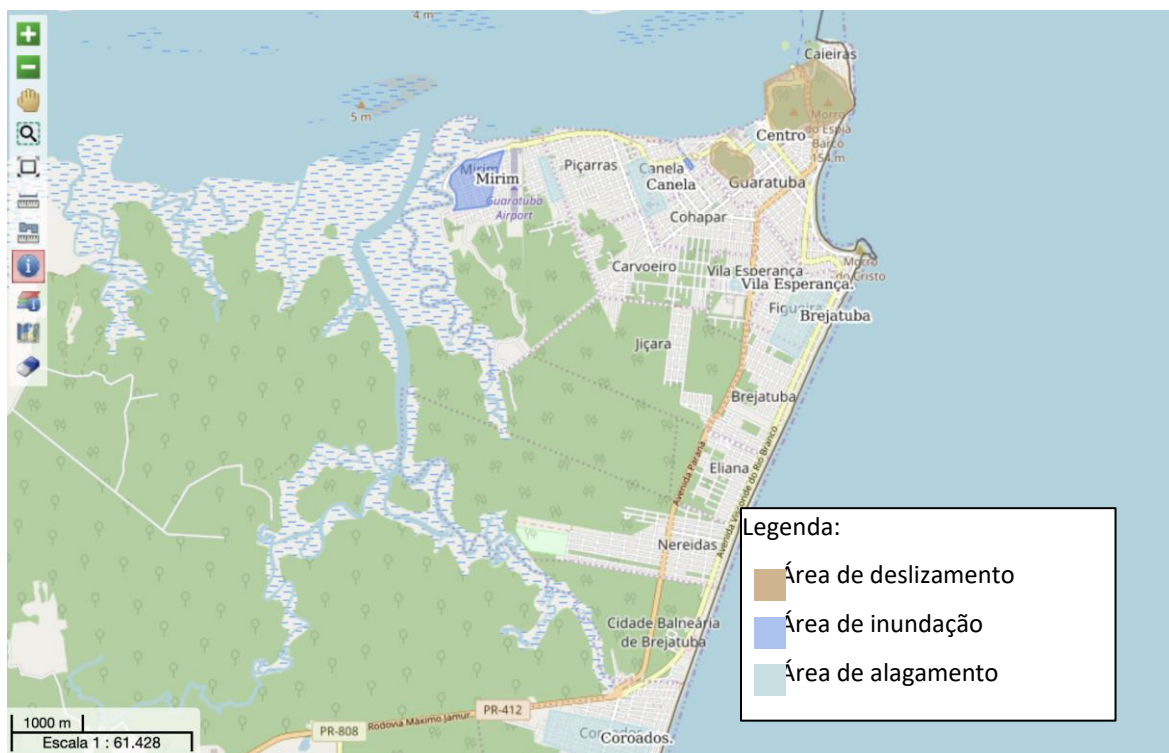 4 m
Caieiras
5 m
Morro
do Espia
Barco
154 m
Centro
Piçarras
Mirim
Mirim
Canela
Canela
Guaratuba
Guaratuba
Airport
Cohapar
Carvoeiro
Vila Esperança
Vila Esperança.
Morro
do Cristo
Figueira
Brejatuba
Jiçara
Brejatuba
Eliana
Avenida Paraná
Avenida Visconde do Rio Branco
Nereidas
Legenda:
Área de deslizamento
Área de inundação
Área de alagamento
Cidade Balneária
de Brejatuba
PR-412
Rodovia Máximo Jamur
PR-808
Coroados
Coroados.
1000 m
Escala 1 : 61.428